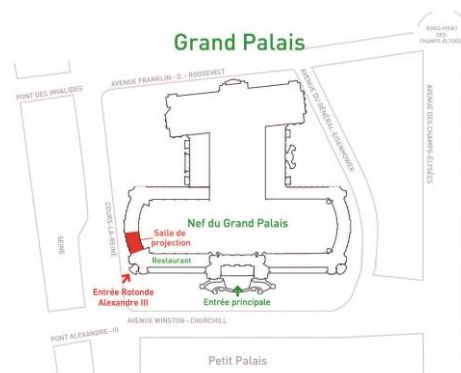 ROND-POINT
DES
CHAMPS-ELYSÉE
Grand Palais
AVENUE FRANKLIN - D. - ROOSEVELT
PONT DES INVALIDES
AVENUE DU GÉNÉRAL EISENHOWER
AVENUE DES CHAMPS-ELYSÉES
COURS-LA-REINE
SEINE
Nef du Grand Palais
Salle de
projection
Restaurant
Entrée Rotonde
Alexandre III
Entrée principale
AVENUE WINSTON - CHURCHILL
PONT ALEXANDRE -III
Petit Palais